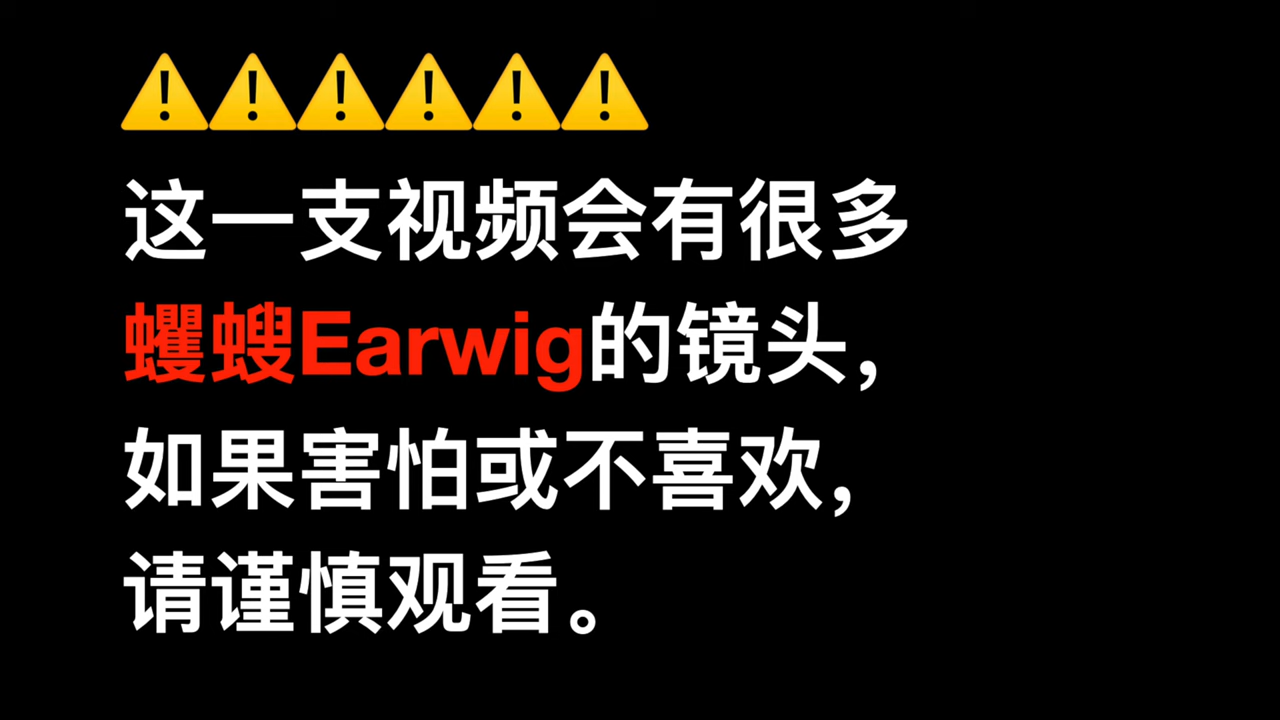 ⚠️⚠️⚠️⚠️⚠️⚠️
这一支视频会有很多
蠼螋Earwig的镜头，
如果害怕或不喜欢，
请谨慎观看。